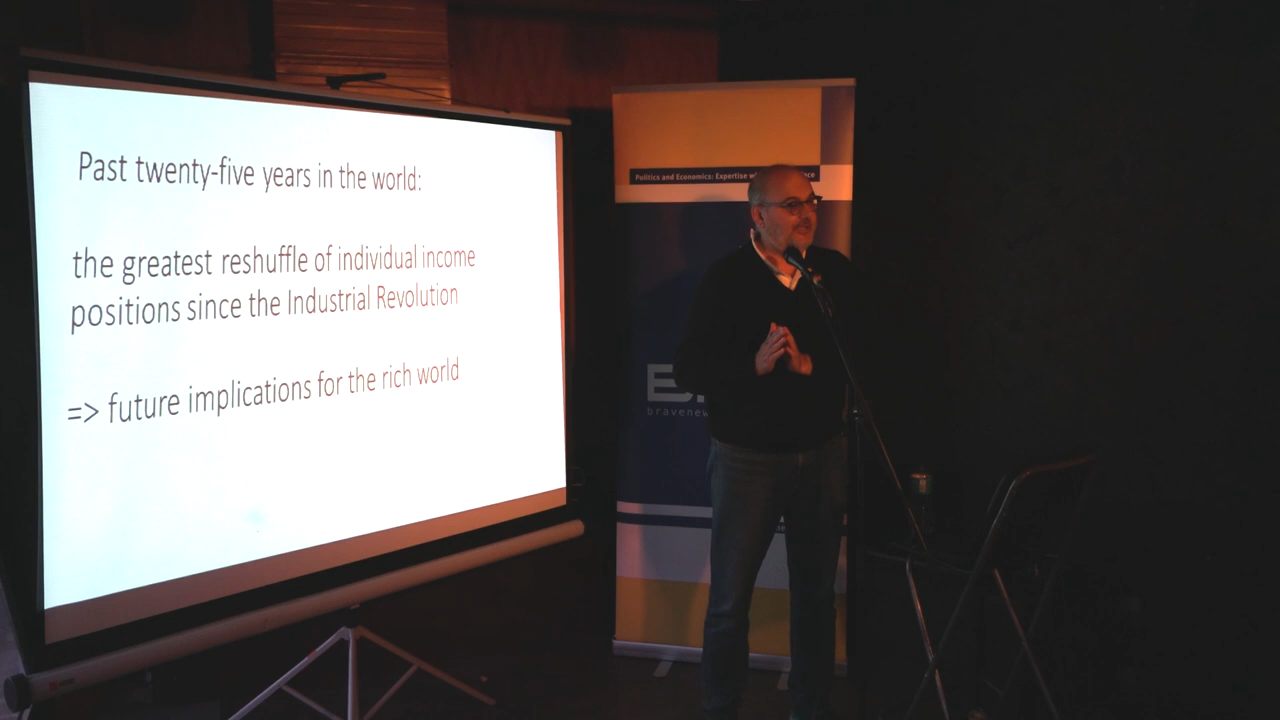 Past twenty-five years in the world:
the greatest reshuffle of individual income
positions since the Industrial Revolution
=> future implications for the rich world
Politics and Economics: Expertise
bravenew